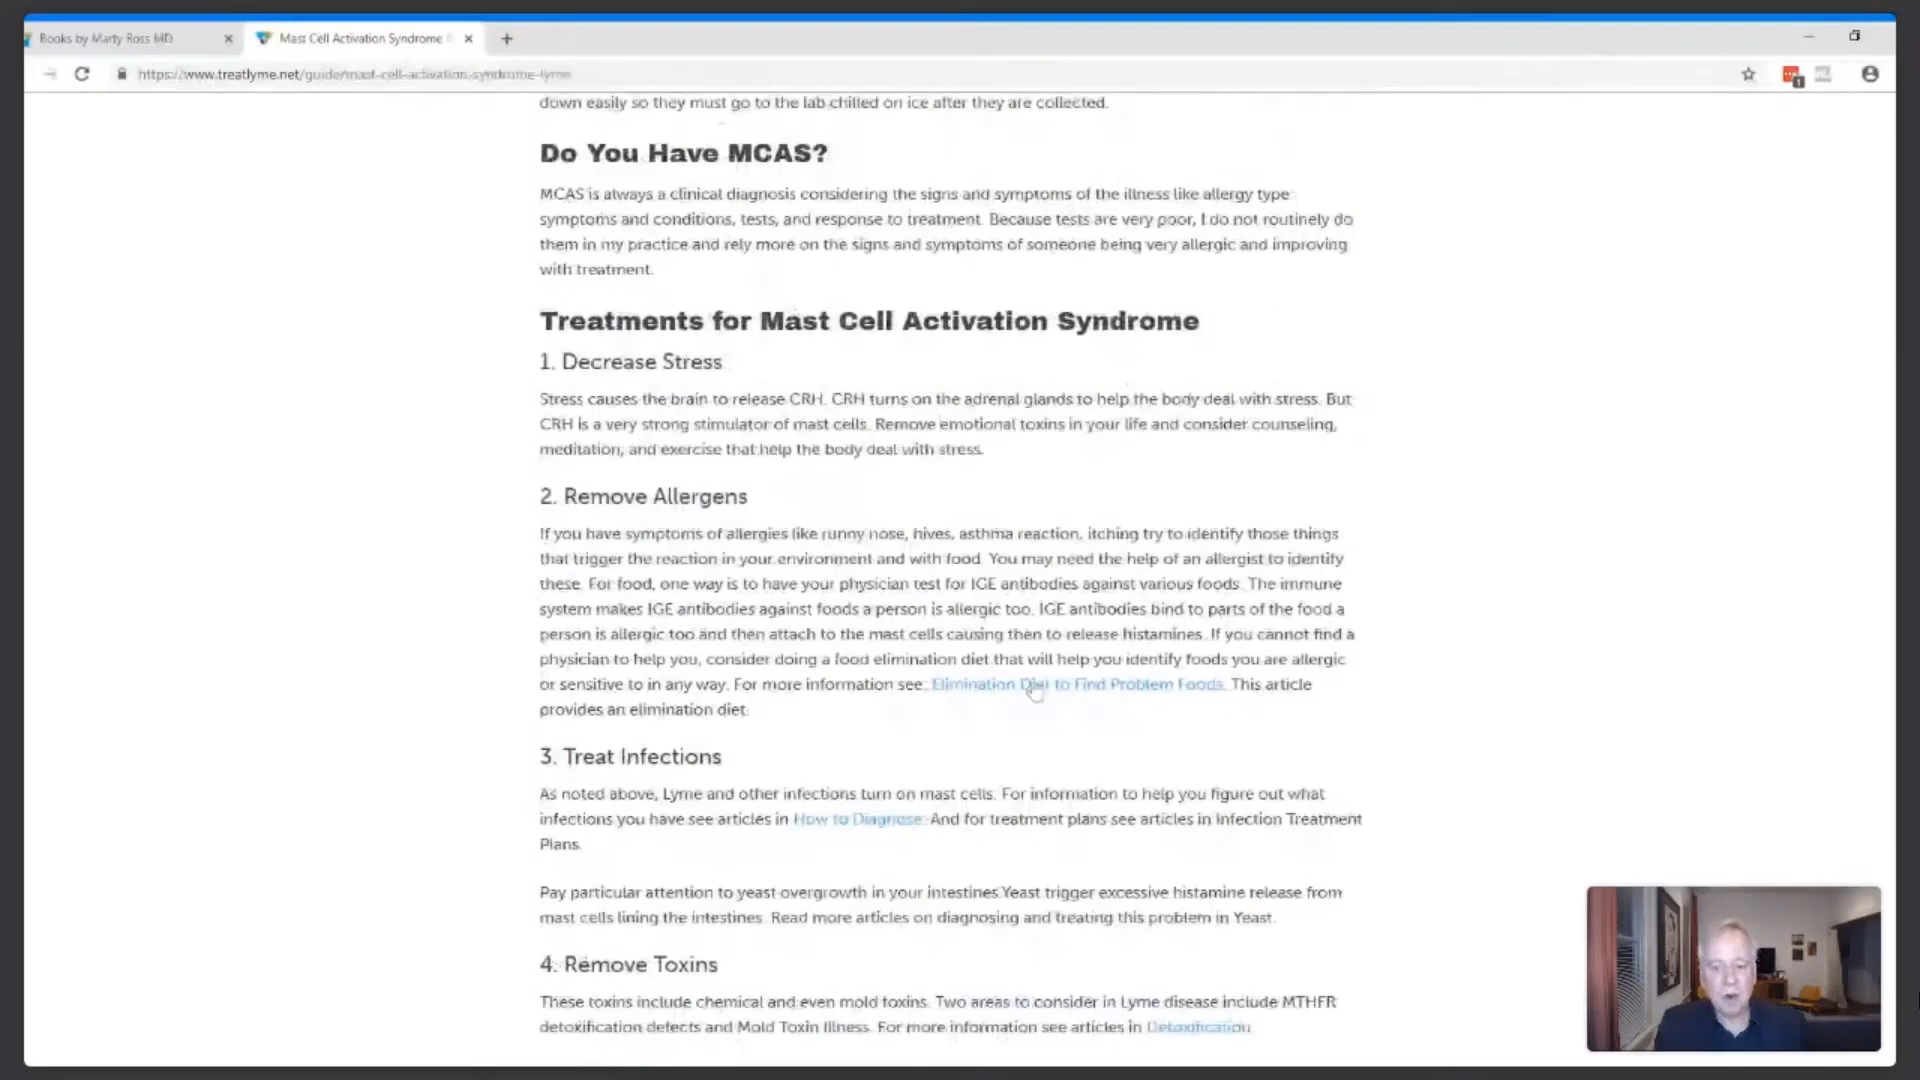 Books by Marty Ross MD
Mast Cell Activation Syndrome
https://www.treatlyme.net/guide/mast-cell-activation-syndrome-lyme
1
down easily so they must go to the lab chilled on ice after they are collected.
Do You Have MCAS?
MCAS is always a clinical diagnosis considering the signs and symptoms of the illness like allergy type
symptoms and conditions, tests, and response to treatment. Because tests are very poor, I do not routinely do
them in my practice and rely more on the signs and symptoms of someone being very allergic and improving
with treatment.
Treatments for Mast Cell Activation Syndrome
1. Decrease Stress
Stress causes the brain to release CRH. CRH turns on the adrenal glands to help the body deal with stress. But
CRH is a very strong stimulator of mast cells. Remove emotional toxins in your life and consider counseling,
meditation, and exercise that help the body deal with stress.
2. Remove Allergens
If you have symptoms of allergies like runny nose, hives, asthma reaction, itching try to identify those things
that trigger the reaction in your environment and with food. You may need the help of an allergist to identify
these. For food, one way is to have your physician test for IGE antibodies against various foods. The immune
system makes IGE antibodies against foods a person is allergic too. IGE antibodies bind to parts of the food a
person is allergic too and then attach to the mast cells causing then to release histamines. If you cannot find a
physician to help you, consider doing a food elimination diet that will help you identify foods you are allergic
or sensitive to in any way. For more information see: Elimination Diet to Find Problem Foods. This article
provides an elimination diet.
3. Treat Infections
As noted above, Lyme and other infections turn on mast cells. For information to help you figure out what
infections you have see articles in How to Diagnose. And for treatment plans see articles in Infection Treatment
Plans.
Pay particular attention to yeast overgrowth in your intestines.Yeast trigger excessive histamine release from
mast cells lining the intestines. Read more articles on diagnosing and treating this problem in Yeast.
4. Remove Toxins
These toxins include chemical and even mold toxins. Two areas to consider in Lyme disease include MTHFR
detoxification defects and Mold Toxin Illness. For more information see articles in Detoxification.